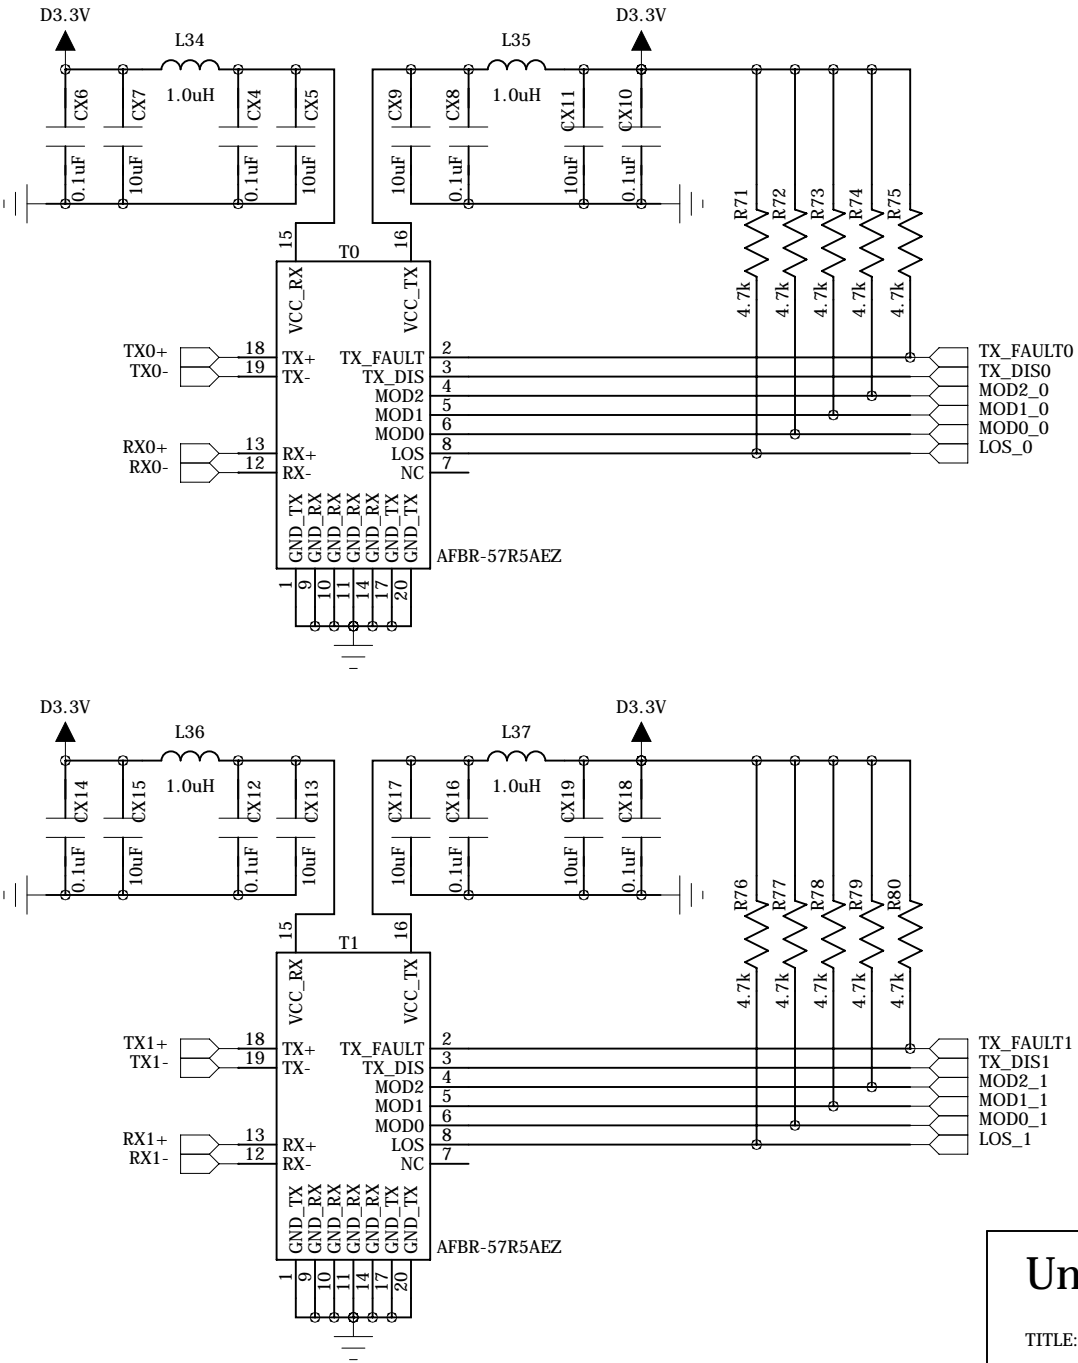 D3.3V
D3.3V
L34
L35
1.0uH
1.0uH
CX6
CX7
CX4
CX5
CX9
CX8
CX11
CX10
0.1uF
10uF
0.1uF
10uF
10uF
0.1uF
10uF
0.1uF
R71
R72
R73
R74
R75
4.7k
4.7k
4.7k
4.7k
4.7k
15
16
T0
VCC_RX
VCC_TX
TX0+ 18 TX+ TX_FAULT 2 TX_FAULT0
TX0- 19 TX- TX_DIS 3 TX_DIS0
MOD2 4 MOD2_0
MOD1 5 MOD1_0
MOD0 6 MOD0_0
RX0+ 13 RX+ LOS 8 LOS_0
RX0- 12 RX- NC 7
GND_TX
GND_RX
GND_RX
GND_RX
GND_RX
GND_TX
GND_TX
AFBR-57R5AEZ
1
9
10
11
14
17
20
D3.3V
D3.3V
L36
L37
1.0uH
1.0uH
CX14
CX15
CX12
CX13
CX17
CX16
CX19
CX18
0.1uF
10uF
0.1uF
10uF
10uF
0.1uF
10uF
0.1uF
R76
R77
R78
R79
R80
4.7k
4.7k
4.7k
4.7k
4.7k
15
16
T1
VCC_RX
VCC_TX
TX1+ 18 TX+ TX_FAULT 2 TX_FAULT1
TX1- 19 TX- TX_DIS 3 TX_DIS1
MOD2 4 MOD2_1
MOD1 5 MOD1_1
MOD0 6 MOD0_1
RX1+ 13 RX+ LOS 8 LOS_1
RX1- 12 RX- NC 7
GND_TX
GND_RX
GND_RX
GND_RX
GND_RX
GND_TX
GND_TX
AFBR-57R5AEZ
1
9
10
11
14
17
20
Un
TITLE: